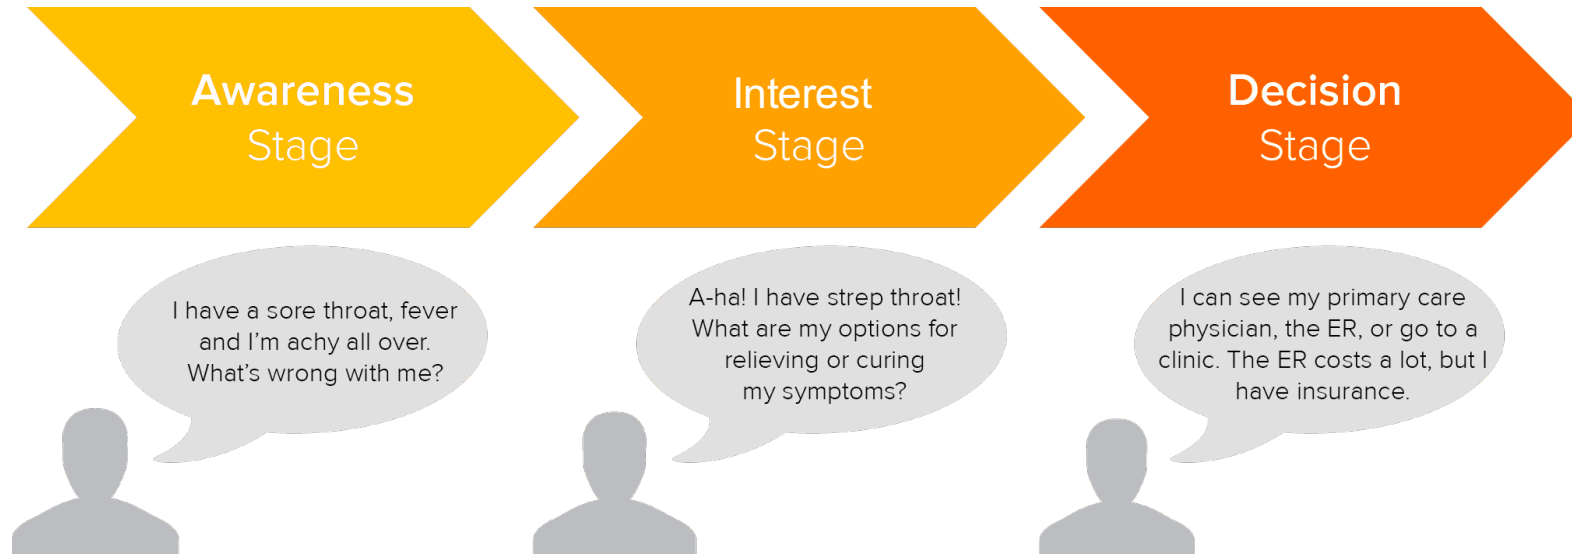 Awareness
Stage
Interest
Stage
Decision
Stage
I have a sore throat, fever
and I’m achy all over.
What’s wrong with me?
A-ha! I have strep throat!
What are my options for
relieving or curing
my symptoms?
I can see my primary care
physician, the ER, or go to a
clinic. The ER costs a lot, but I
have insurance.